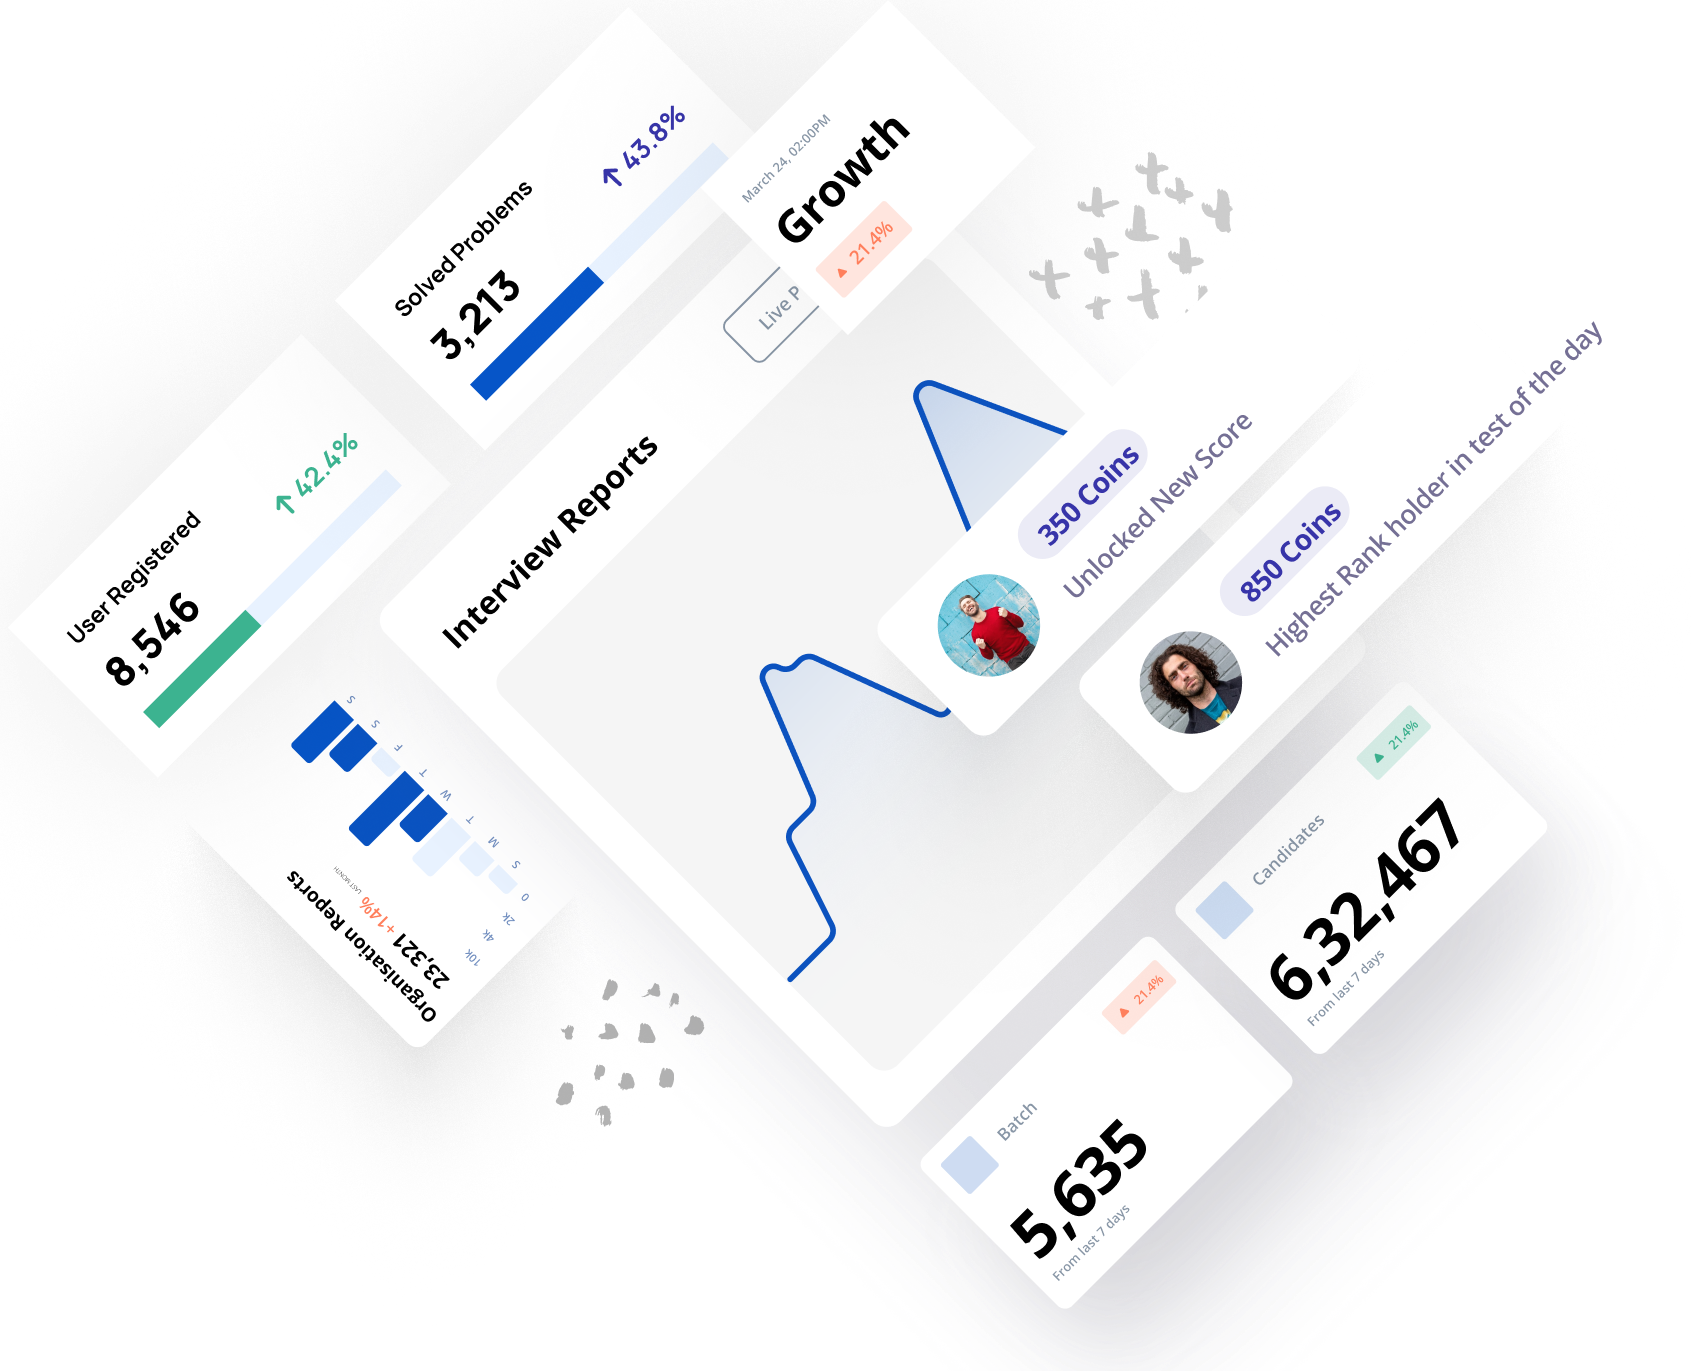 Solved Problems
↑ 43.8%
3,213
March 24, 02:00PM
Growth
▲ 21.4%
User Registered
↑ 42.4%
8,546
Interview Reports
Live P
350 Coins
Unlocked New Score
850 Coins
Highest Rank holder in test of the day
Organisation Reports
23,321 +14% LAST MONTH
10k
4k
2k
0
S
M
T
W
T
F
S
S
Candidates
▲ 21.4%
6,32,467
From last 7 days
Batch
▲ 21.4%
5,635
From last 7 days